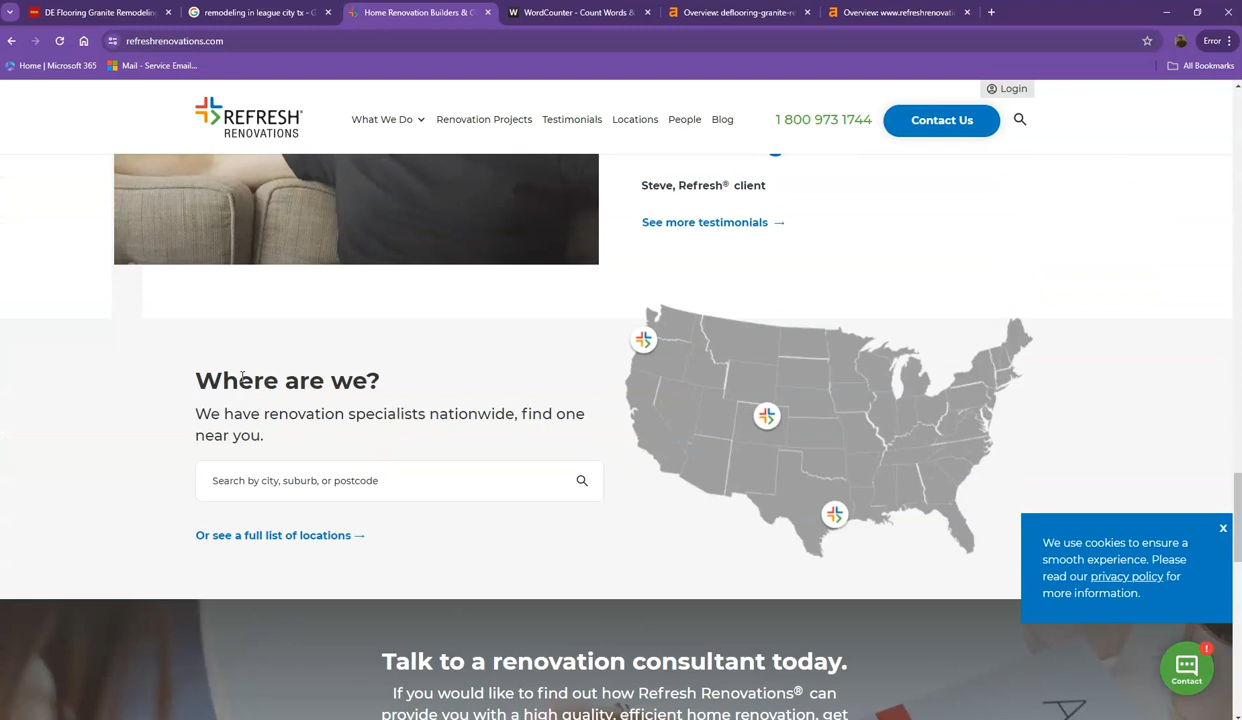 DE Flooring Granite Remodelin
remodeling in league city tx - G
Home Renovation Builders & C
WordCounter - Count Words &
Overview: deflooring-granite-re
Overview: www.refreshrenovati
refreshrenovations.com
Error
Home | Microsoft 365
Mail - Service Email...
All Bookmarks
Login
REFRESH
RENOVATIONS
What We Do
Renovation Projects
Testimonials
Locations
People
Blog
1 800 973 1744
Contact Us
Steve, Refresh® client
See more testimonials →
Where are we?
We have renovation specialists nationwide, find one
near you.
Search by city, suburb, or postcode
Or see a full list of locations →
X
We use cookies to ensure a
smooth experience. Please
read our privacy policy for
more information.
Talk to a renovation consultant today.
If you would like to find out how Refresh Renovations® can
provide you with a high quality, efficient home renovation, get
!
Contact